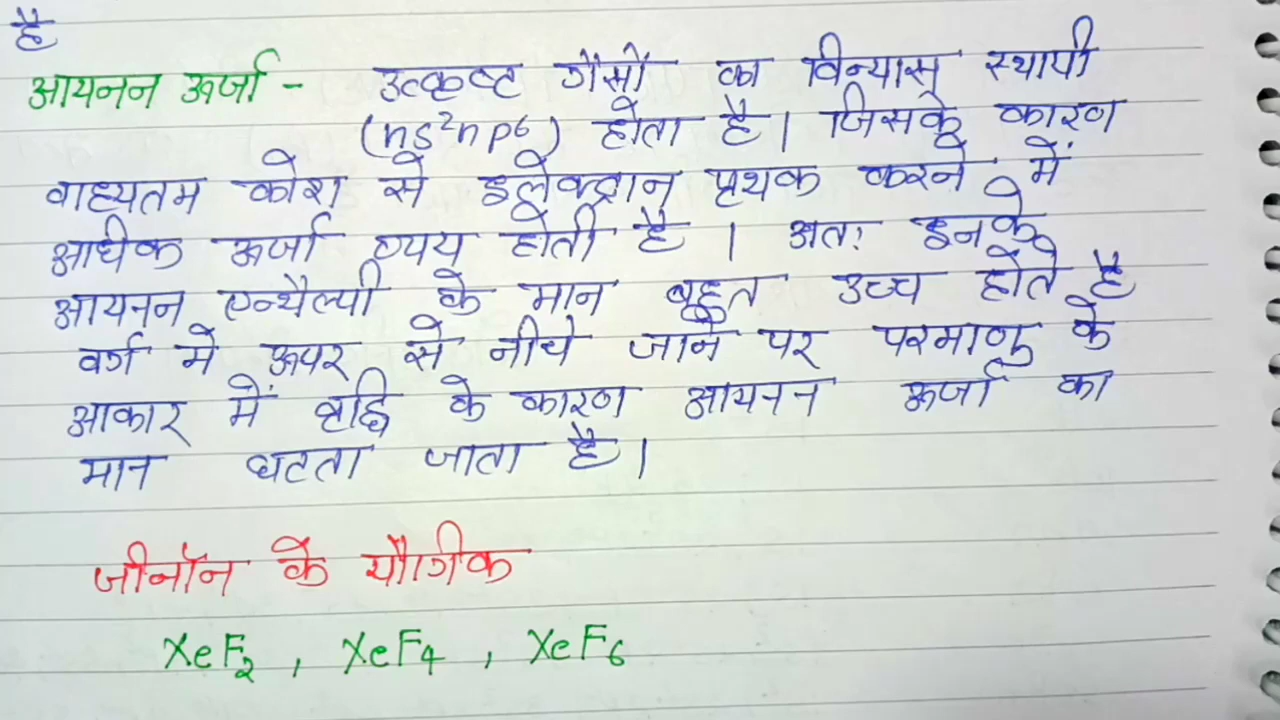 है
आयनन ऊर्जा - उत्कृष्ट गैसों का विन्यास स्थायी
(ns²np⁶) होता है। जिसके कारण
वाह्यतम कोश से इलेक्ट्रान पृथक करने में
अधिक ऊर्जा व्यय होती है । अतः इनके
आयनन एन्थैल्पी के मान बहुत उच्च होते है
वर्ग में ऊपर से नीचे जाने पर परमाणु के
आकार में वृद्धि के कारण आयनन ऊर्जा का
मान घटता जाता है।
जीनॉन के यौगीक
XeF₂ , XeF₄ , XeF₆